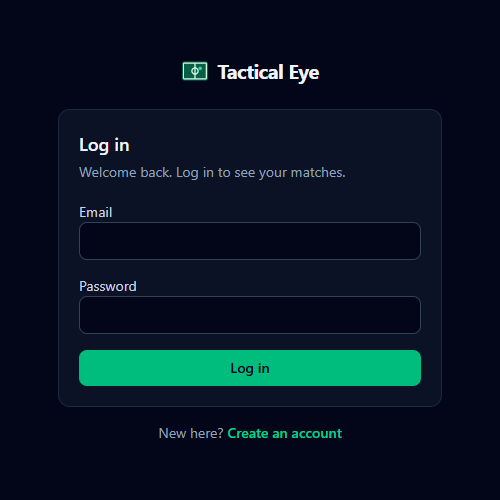 Tactical Eye
Log in
Welcome back. Log in to see your matches.
Email
Password
Log in
New here? Create an account